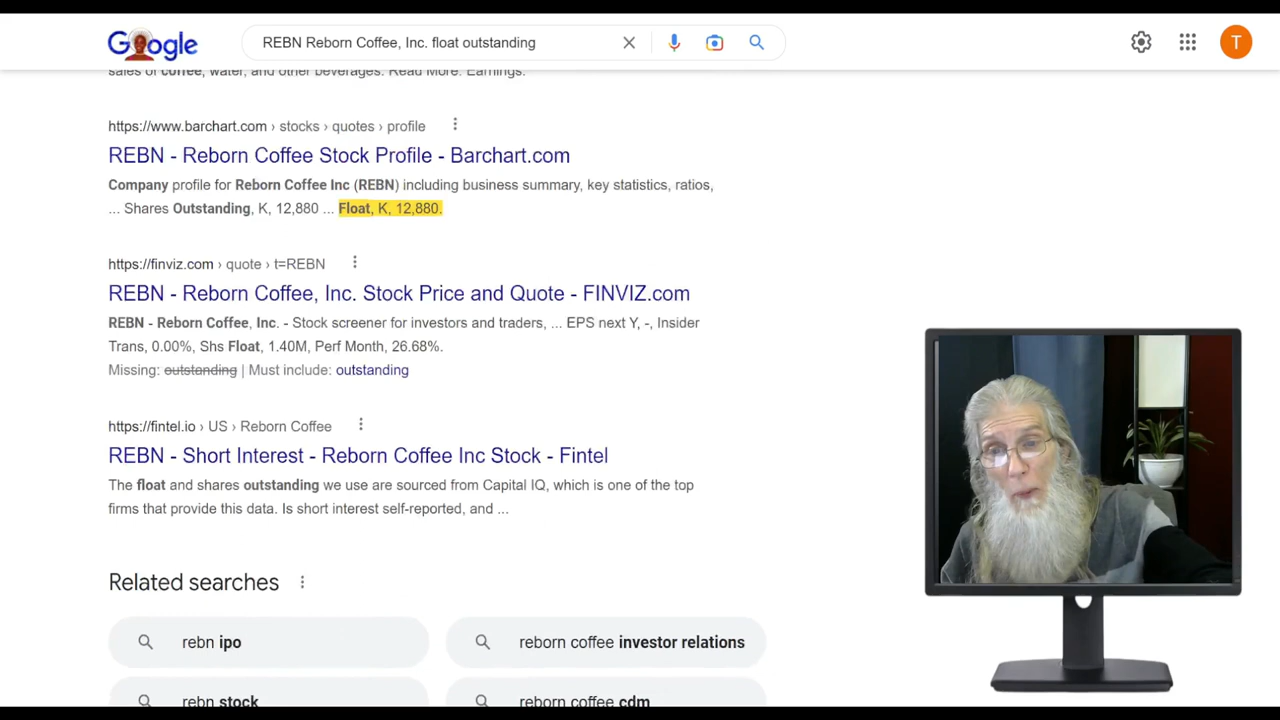 Google
REBN Reborn Coffee, Inc. float outstanding
T
sales of coffee, water, and other beverages. Read More. Earnings.
https://www.barchart.com › stocks › quotes › profile
REBN - Reborn Coffee Stock Profile - Barchart.com
Company profile for Reborn Coffee Inc (REBN) including business summary, key statistics, ratios,
... Shares Outstanding, K, 12,880 ... Float, K, 12,880.
https://finviz.com › quote › t=REBN
REBN - Reborn Coffee, Inc. Stock Price and Quote - FINVIZ.com
REBN - Reborn Coffee, Inc. - Stock screener for investors and traders, ... EPS next Y, -, Insider
Trans, 0.00%, Shs Float, 1.40M, Perf Month, 26.68%.
Missing: outstanding | Must include: outstanding
https://fintel.io › US › Reborn Coffee
REBN - Short Interest - Reborn Coffee Inc Stock - Fintel
The float and shares outstanding we use are sourced from Capital IQ, which is one of the top
firms that provide this data. Is short interest self-reported, and ...
Related searches
rebn ipo
reborn coffee investor relations
rebn stock
reborn coffee cdm